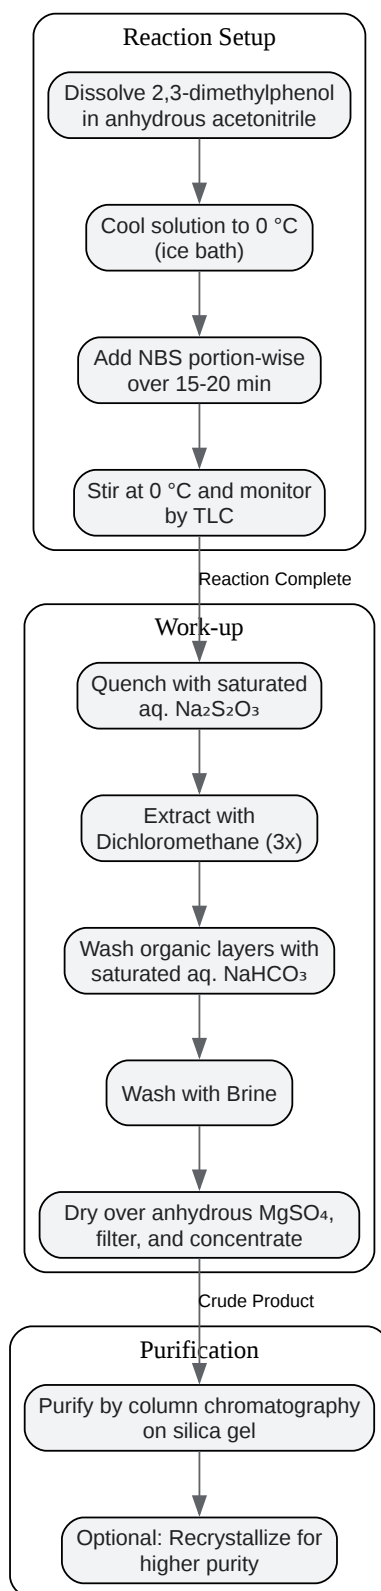 Reaction Setup
Dissolve 2,3-dimethylphenol
in anhydrous acetonitrile
Cool solution to 0 °C
(ice bath)
Add NBS portion-wise
over 15-20 min
Stir at 0 °C and monitor
by TLC
Reaction Complete
Work-up
Quench with saturated
aq. Na₂S₂O₃
Extract with
Dichloromethane (3x)
Wash organic layers with
saturated aq. NaHCO₃
Wash with Brine
Dry over anhydrous MgSO₄,
filter, and concentrate
Crude Product
Purification
Purify by column chromatography
on silica gel
Optional: Recrystallize for
higher purity